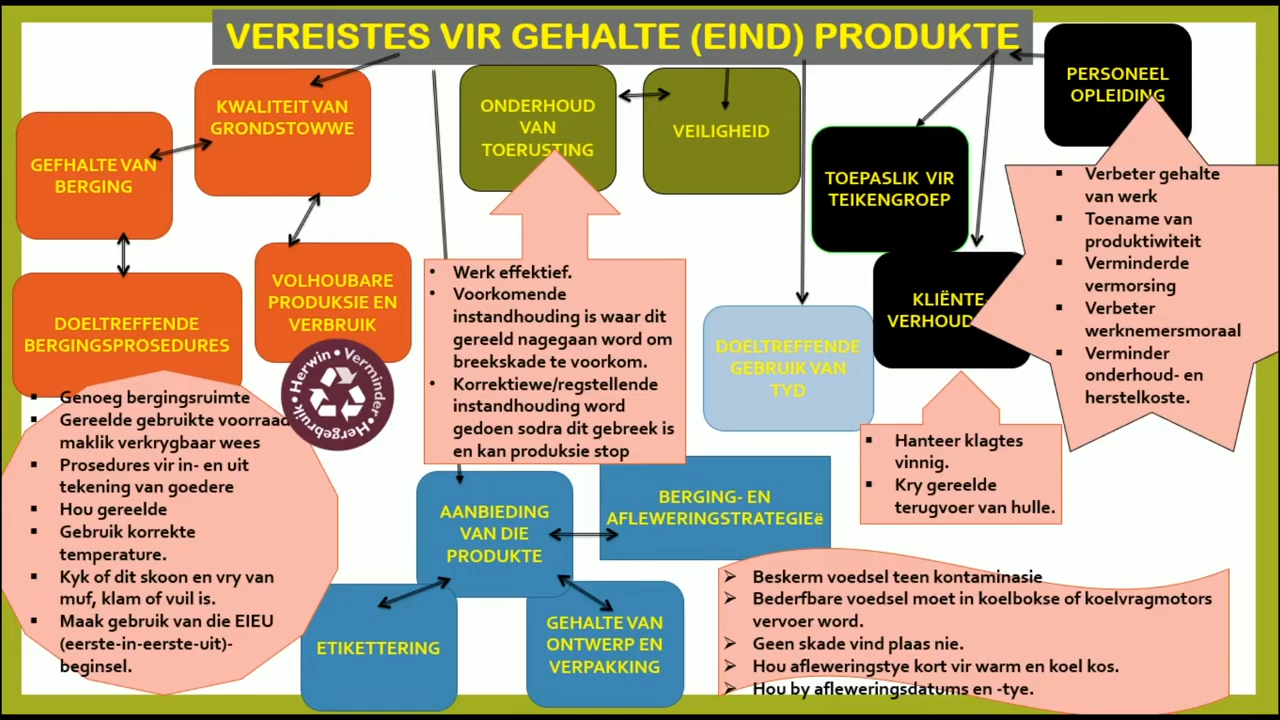 VEREISTES VIR GEHALTE (EIND) PRODUKTE
KWALITEIT VAN
GRONDSTOWWE
GEFHALTE VAN
BERGING
DOELTREFFENDE
BERGINGSPROSEDURES
VOLHOUBARE
PRODUKSIE EN
VERBRUIK
Herwin • Verminder • Hergebruik •
▪ Genoeg bergingsruimte
▪ Gereelde gebruikte voorraad
maklik verkrygbaar wees
▪ Prosedures vir in- en uit
tekening van goedere
▪ Hou gereelde
▪ Gebruik korrekte
temperature.
▪ Kyk of dit skoon en vry van
muf, klam of vuil is.
▪ Maak gebruik van die EIEU
(eerste-in-eerste-uit)-
beginsel.
ONDERHOUD
VAN
TOERUSTING
VEILIGHEID
• Werk effektief.
• Voorkomende
instandhouding is waar dit
gereeld nagegaan word om
breekskade te voorkom.
• Korrektiewe/regstellende
instandhouding word
gedoen sodra dit gebreek is
en kan produksie stop
AANBIEDING
VAN DIE
PRODUKTE
BERGING- EN
AFLEWERINGSTRATEGIEë
ETIKETTERING
GEHALTE VAN
ONTWERP EN
VERPAKKING
DOELTREFFENDE
GEBRUIK VAN
TYD
PERSONEEL
OPLEIDING
TOEPASLIK VIR
TEIKENGROEP
KLIËNTE
VERHOUD
▪ Verbeter gehalte
van werk
▪ Toename van
produktiwiteit
▪ Verminderde
vermorsing
▪ Verbeter
werknemersmoraal
▪ Verminder
onderhoud- en
herstelkoste.
▪ Hanteer klagtes
vinnig.
▪ Kry gereelde
terugvoer van hulle.
➢ Beskerm voedsel teen kontaminasie
➢ Bederfbare voedsel moet in koelbokse of koelvragmotors
vervoer word.
➢ Geen skade vind plaas nie.
➢ Hou afleweringstye kort vir warm en koel kos.
➢ Hou by afleweringsdatums en -tye.